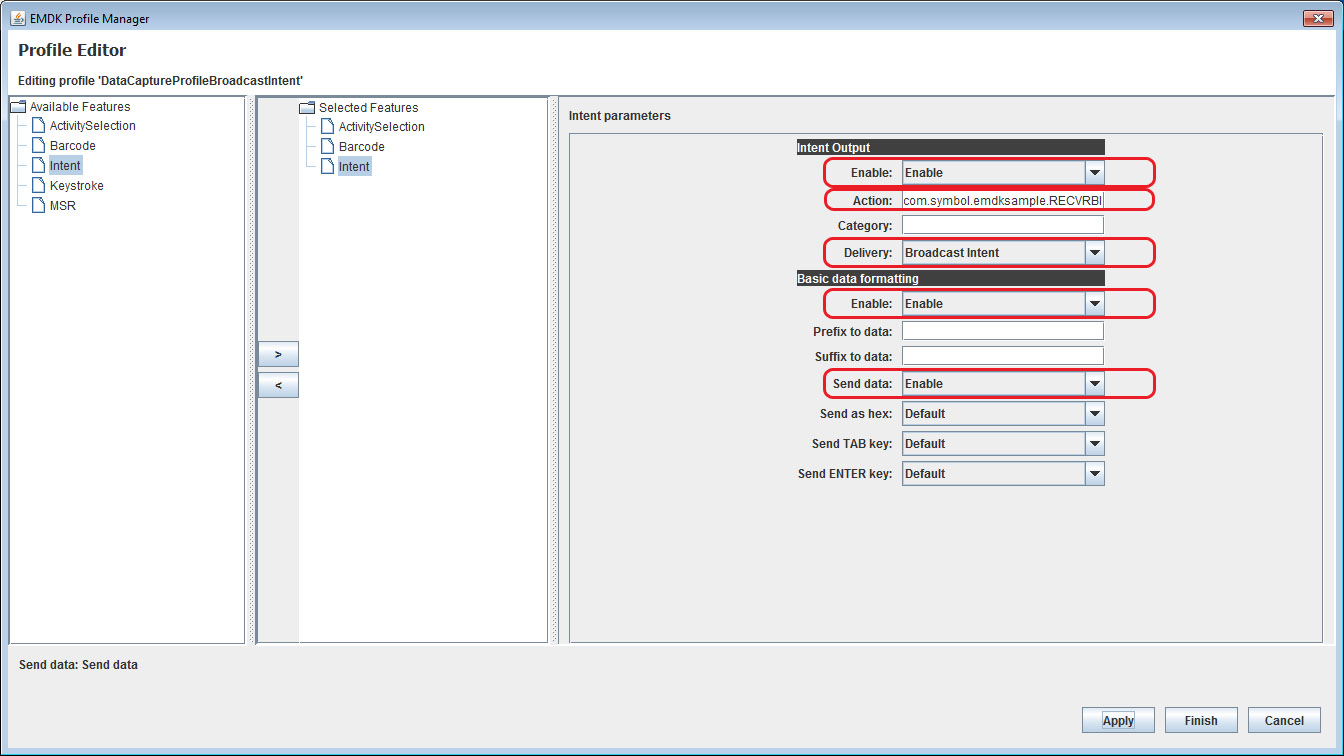 EMDK Profile Manager
Profile Editor
Editing profile 'DataCaptureProfileBroadcastIntent'
Available Features
ActivitySelection
Barcode
Intent
Keystroke
MSR
>
<
Selected Features
ActivitySelection
Barcode
Intent
Intent parameters
Intent Output
Enable: Enable
Action: com.symbol.emdksample.RECVRBI
Category:
Delivery: Broadcast Intent
Basic data formatting
Enable: Enable
Prefix to data:
Suffix to data:
Send data: Enable
Send as hex: Default
Send TAB key: Default
Send ENTER key: Default
Send data: Send data
Apply Finish Cancel